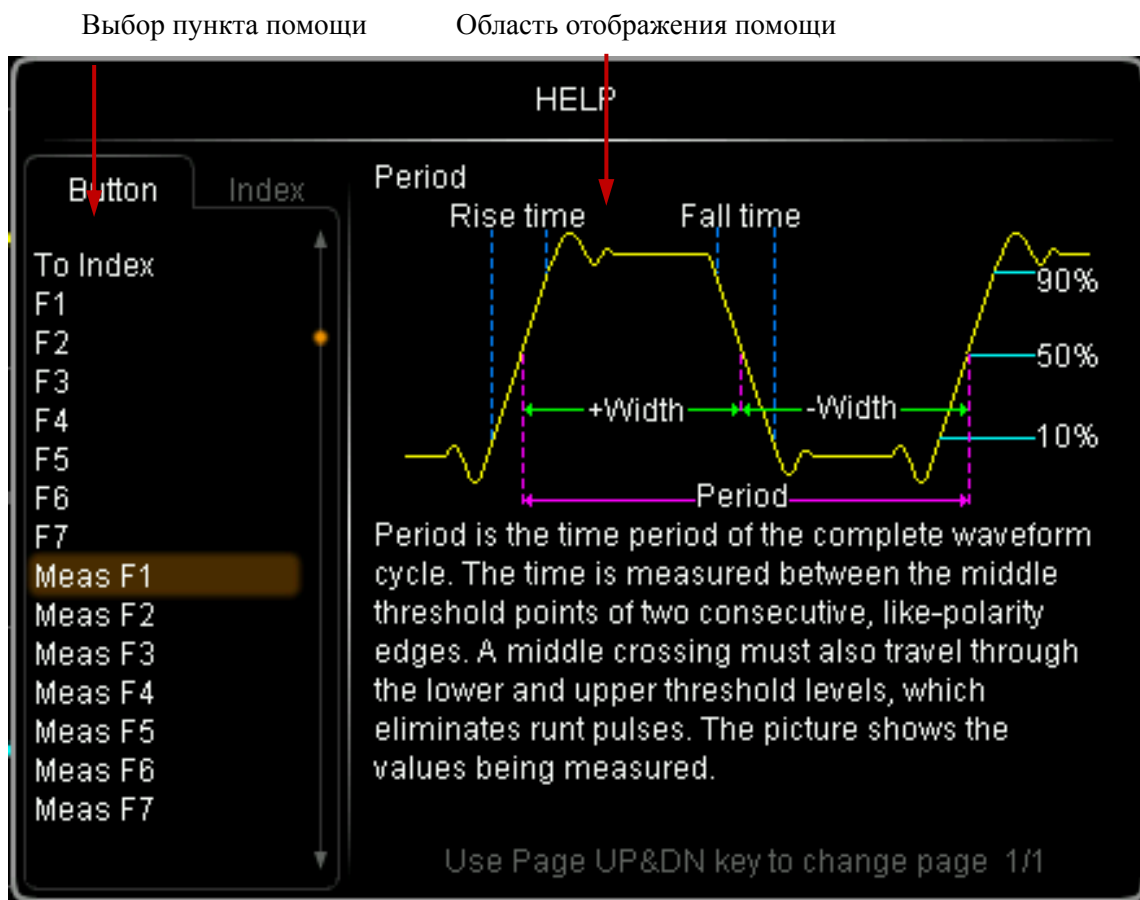 Выбор пункта помощи
Область отображения помощи
HELP
Button
Index
To Index
F1
F2
F3
F4
F5
F6
F7
Meas F1
Meas F2
Meas F3
Meas F4
Meas F5
Meas F6
Meas F7
Period
Rise time
Fall time
90%
50%
+Width
-Width
10%
Period
Period is the time period of the complete waveform
cycle. The time is measured between the middle
threshold points of two consecutive, like-polarity
edges. A middle crossing must also travel through
the lower and upper threshold levels, which
eliminates runt pulses. The picture shows the
values being measured.
Use Page UP&DN key to change page 1/1